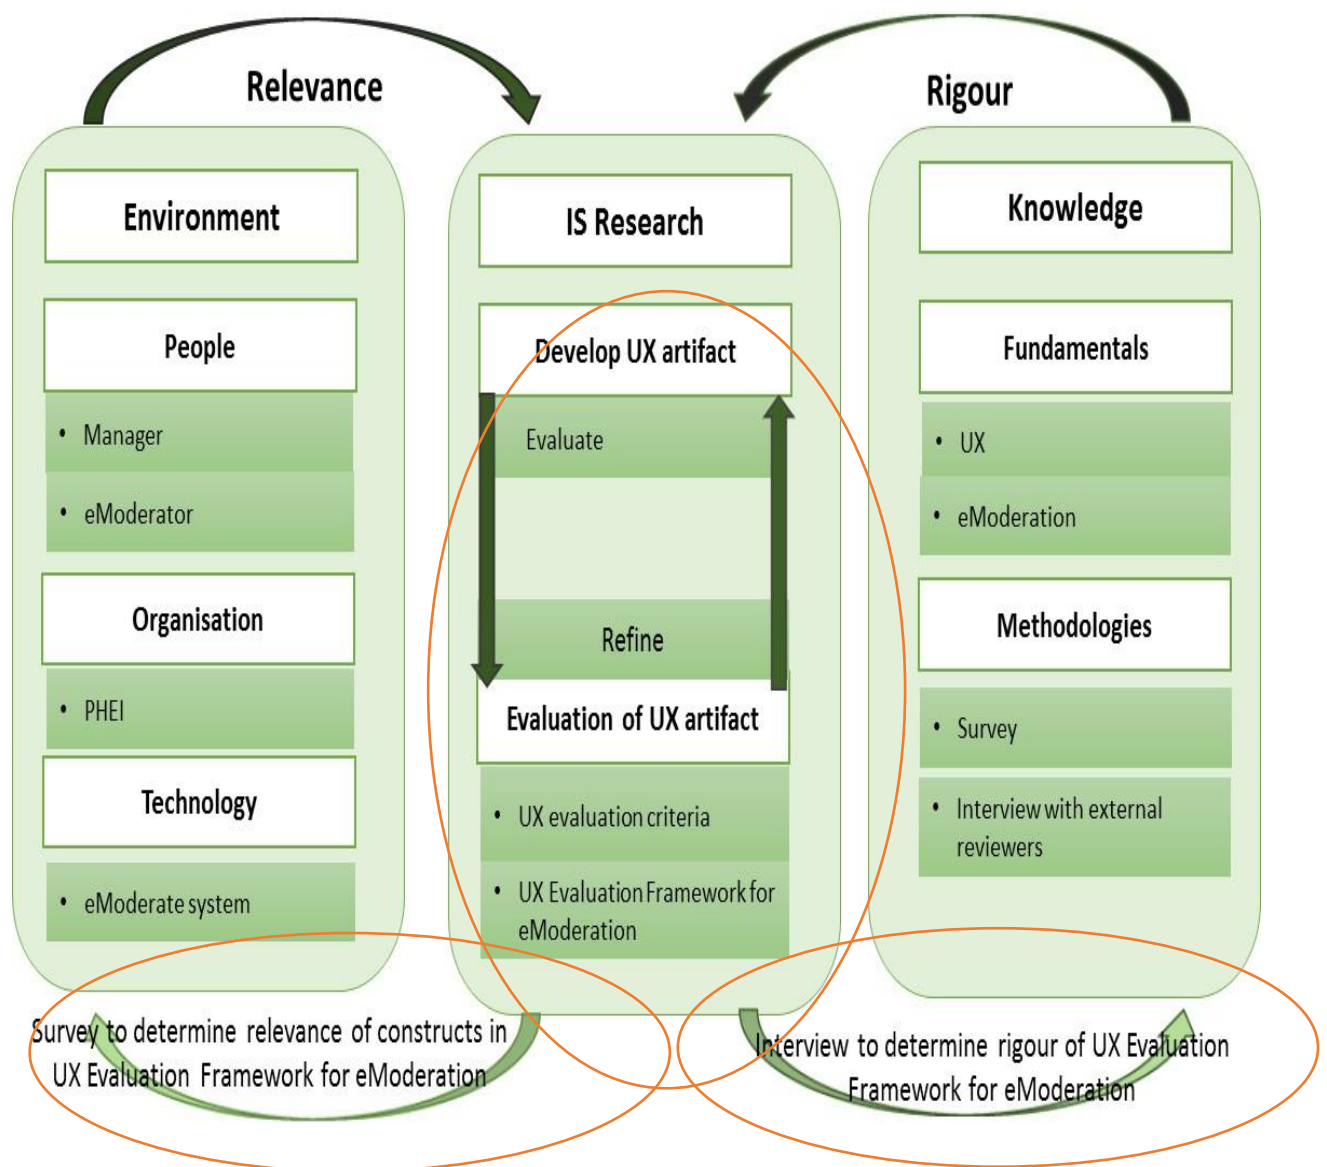 Relevance
Rigour
Environment
People
• Manager
• eModerator
Organisation
• PHEI
Technology
• eModerate system
IS Research
Develop UX artifact
Evaluate
Refine
Evaluation of UX artifact
• UX evaluation criteria
• UX Evaluation Framework for
eModeration
Knowledge
Fundamentals
• UX
• eModeration
Methodologies
• Survey
• Interview with external
reviewers
Survey to determine relevance of constructs in
UX Evaluation Framework for eModeration
Interview to determine rigour of UX Evaluation
Framework for eModeration